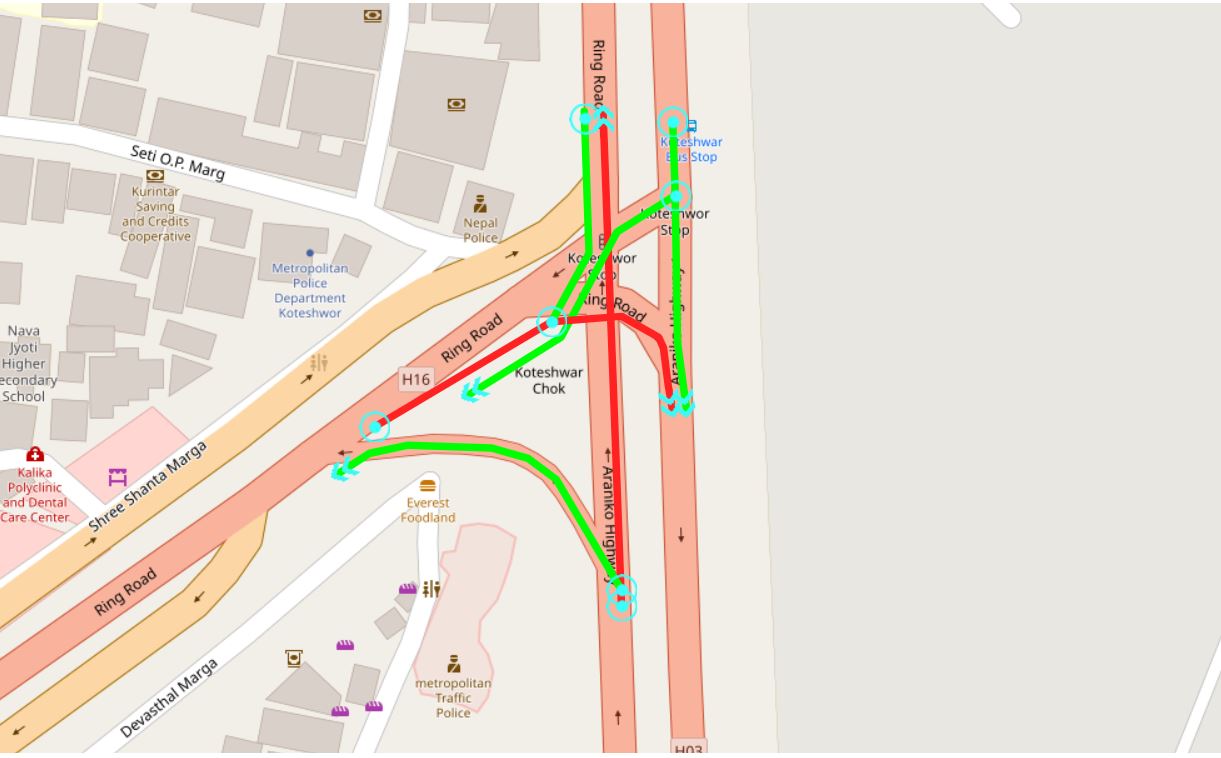 Ring Road
Seti O.P. Marg
Koteshwar
Bus Stop
Kurintar
Saving
and Credits
Cooperative
Nepal
Police
Koteshwor
Stop
Metropolitan
Police
Department
Koteshwor
Koteshwor
Stop
Ring Road
Araniko Highway
Ring Road
Nava
Jyoti
Higher
econdary
School
H16
Koteshwar
Chok
Shree Shanta Marga
Kalika
Polyclinic
and Dental
Care Center
Everest
Foodland
Araniko Highway
Ring Road
Devasthal Marga
metropolitan
Traffic
Police
H03